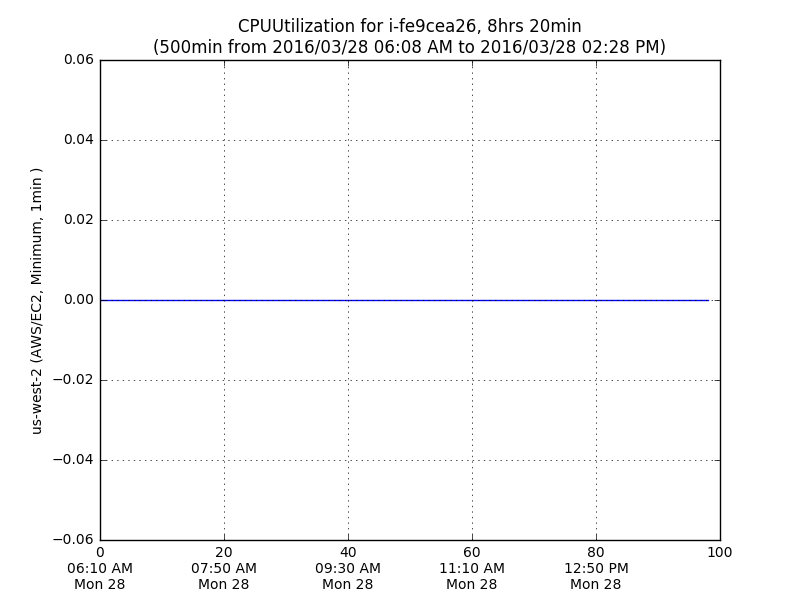 CPUUtilization for i-fe9cea26, 8hrs 20min
(500min from 2016/03/28 06:08 AM to 2016/03/28 02:28 PM)
0.06
0.04
0.02
0.00
−0.02
−0.04
−0.06
us-west-2 (AWS/EC2, Minimum, 1min )
0 20 40 60 80 100
06:10 AM 07:50 AM 09:30 AM 11:10 AM 12:50 PM
Mon 28 Mon 28 Mon 28 Mon 28 Mon 28